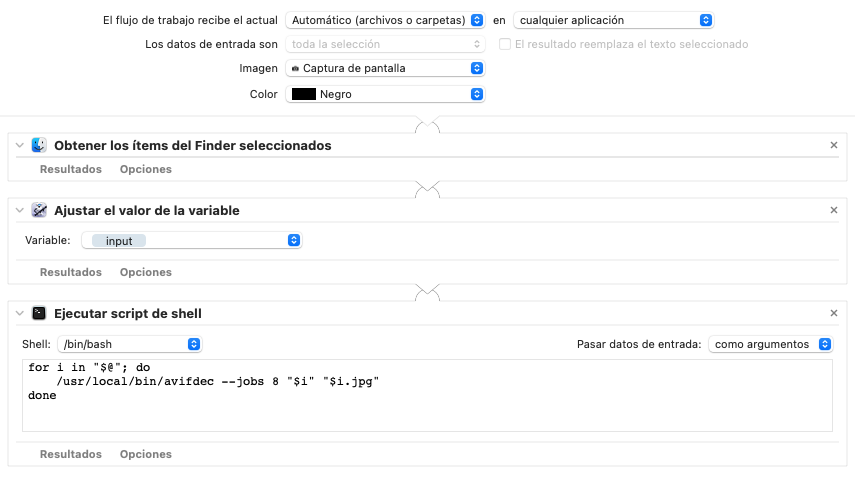 El flujo de trabajo recibe el actual Automático (archivos o carpetas) en cualquier aplicación
Los datos de entrada son toda la selección El resultado reemplaza el texto seleccionado
Imagen Captura de pantalla
Color Negro
Obtener los ítems del Finder seleccionados
Resultados Opciones
Ajustar el valor de la variable
Variable: input
Resultados Opciones
Ejecutar script de shell
Shell: /bin/bash Pasar datos de entrada: como argumentos
for i in "$@"; do
    /usr/local/bin/avifdec --jobs 8 "$i" "$i.jpg"
done
Resultados Opciones